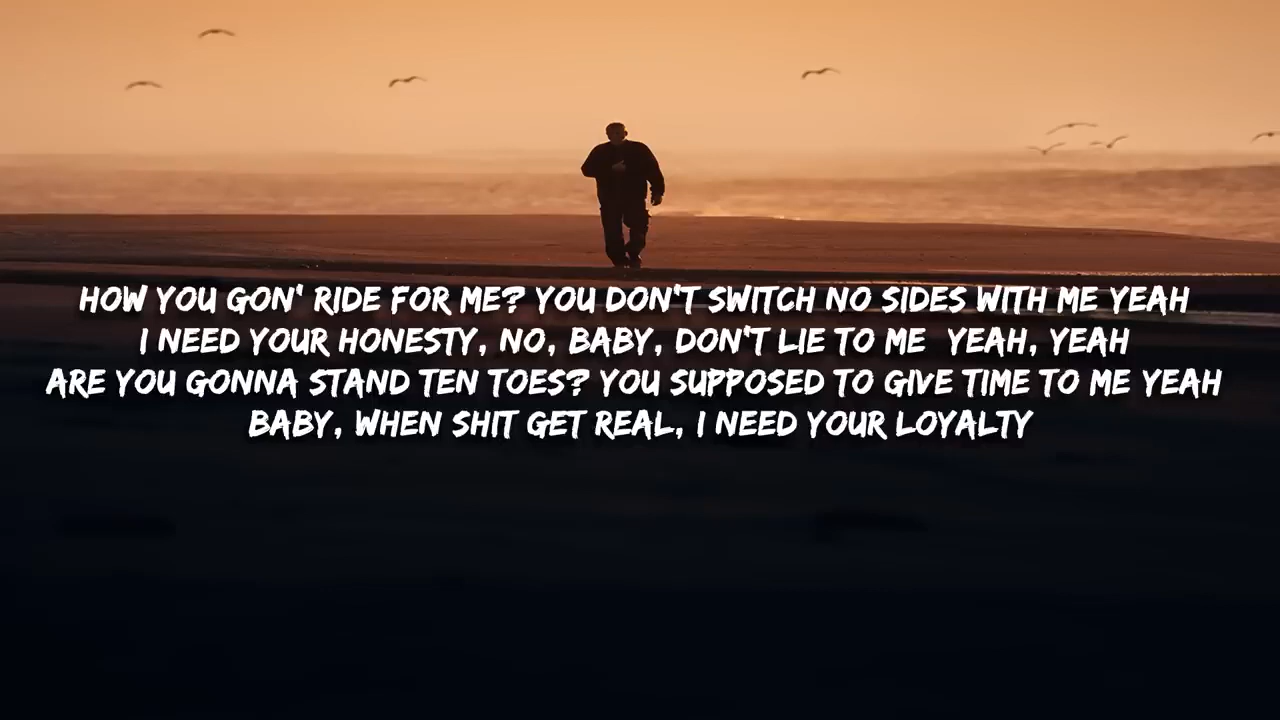 HOW YOU GON' RIDE FOR ME? YOU DON'T SWITCH NO SIDES WITH ME YEAH
I NEED YOUR HONESTY, NO, BABY, DON'T LIE TO ME YEAH, YEAH
ARE YOU GONNA STAND TEN TOES? YOU SUPPOSED TO GIVE TIME TO ME YEAH
BABY, WHEN SHIT GET REAL, I NEED YOUR LOYALTY